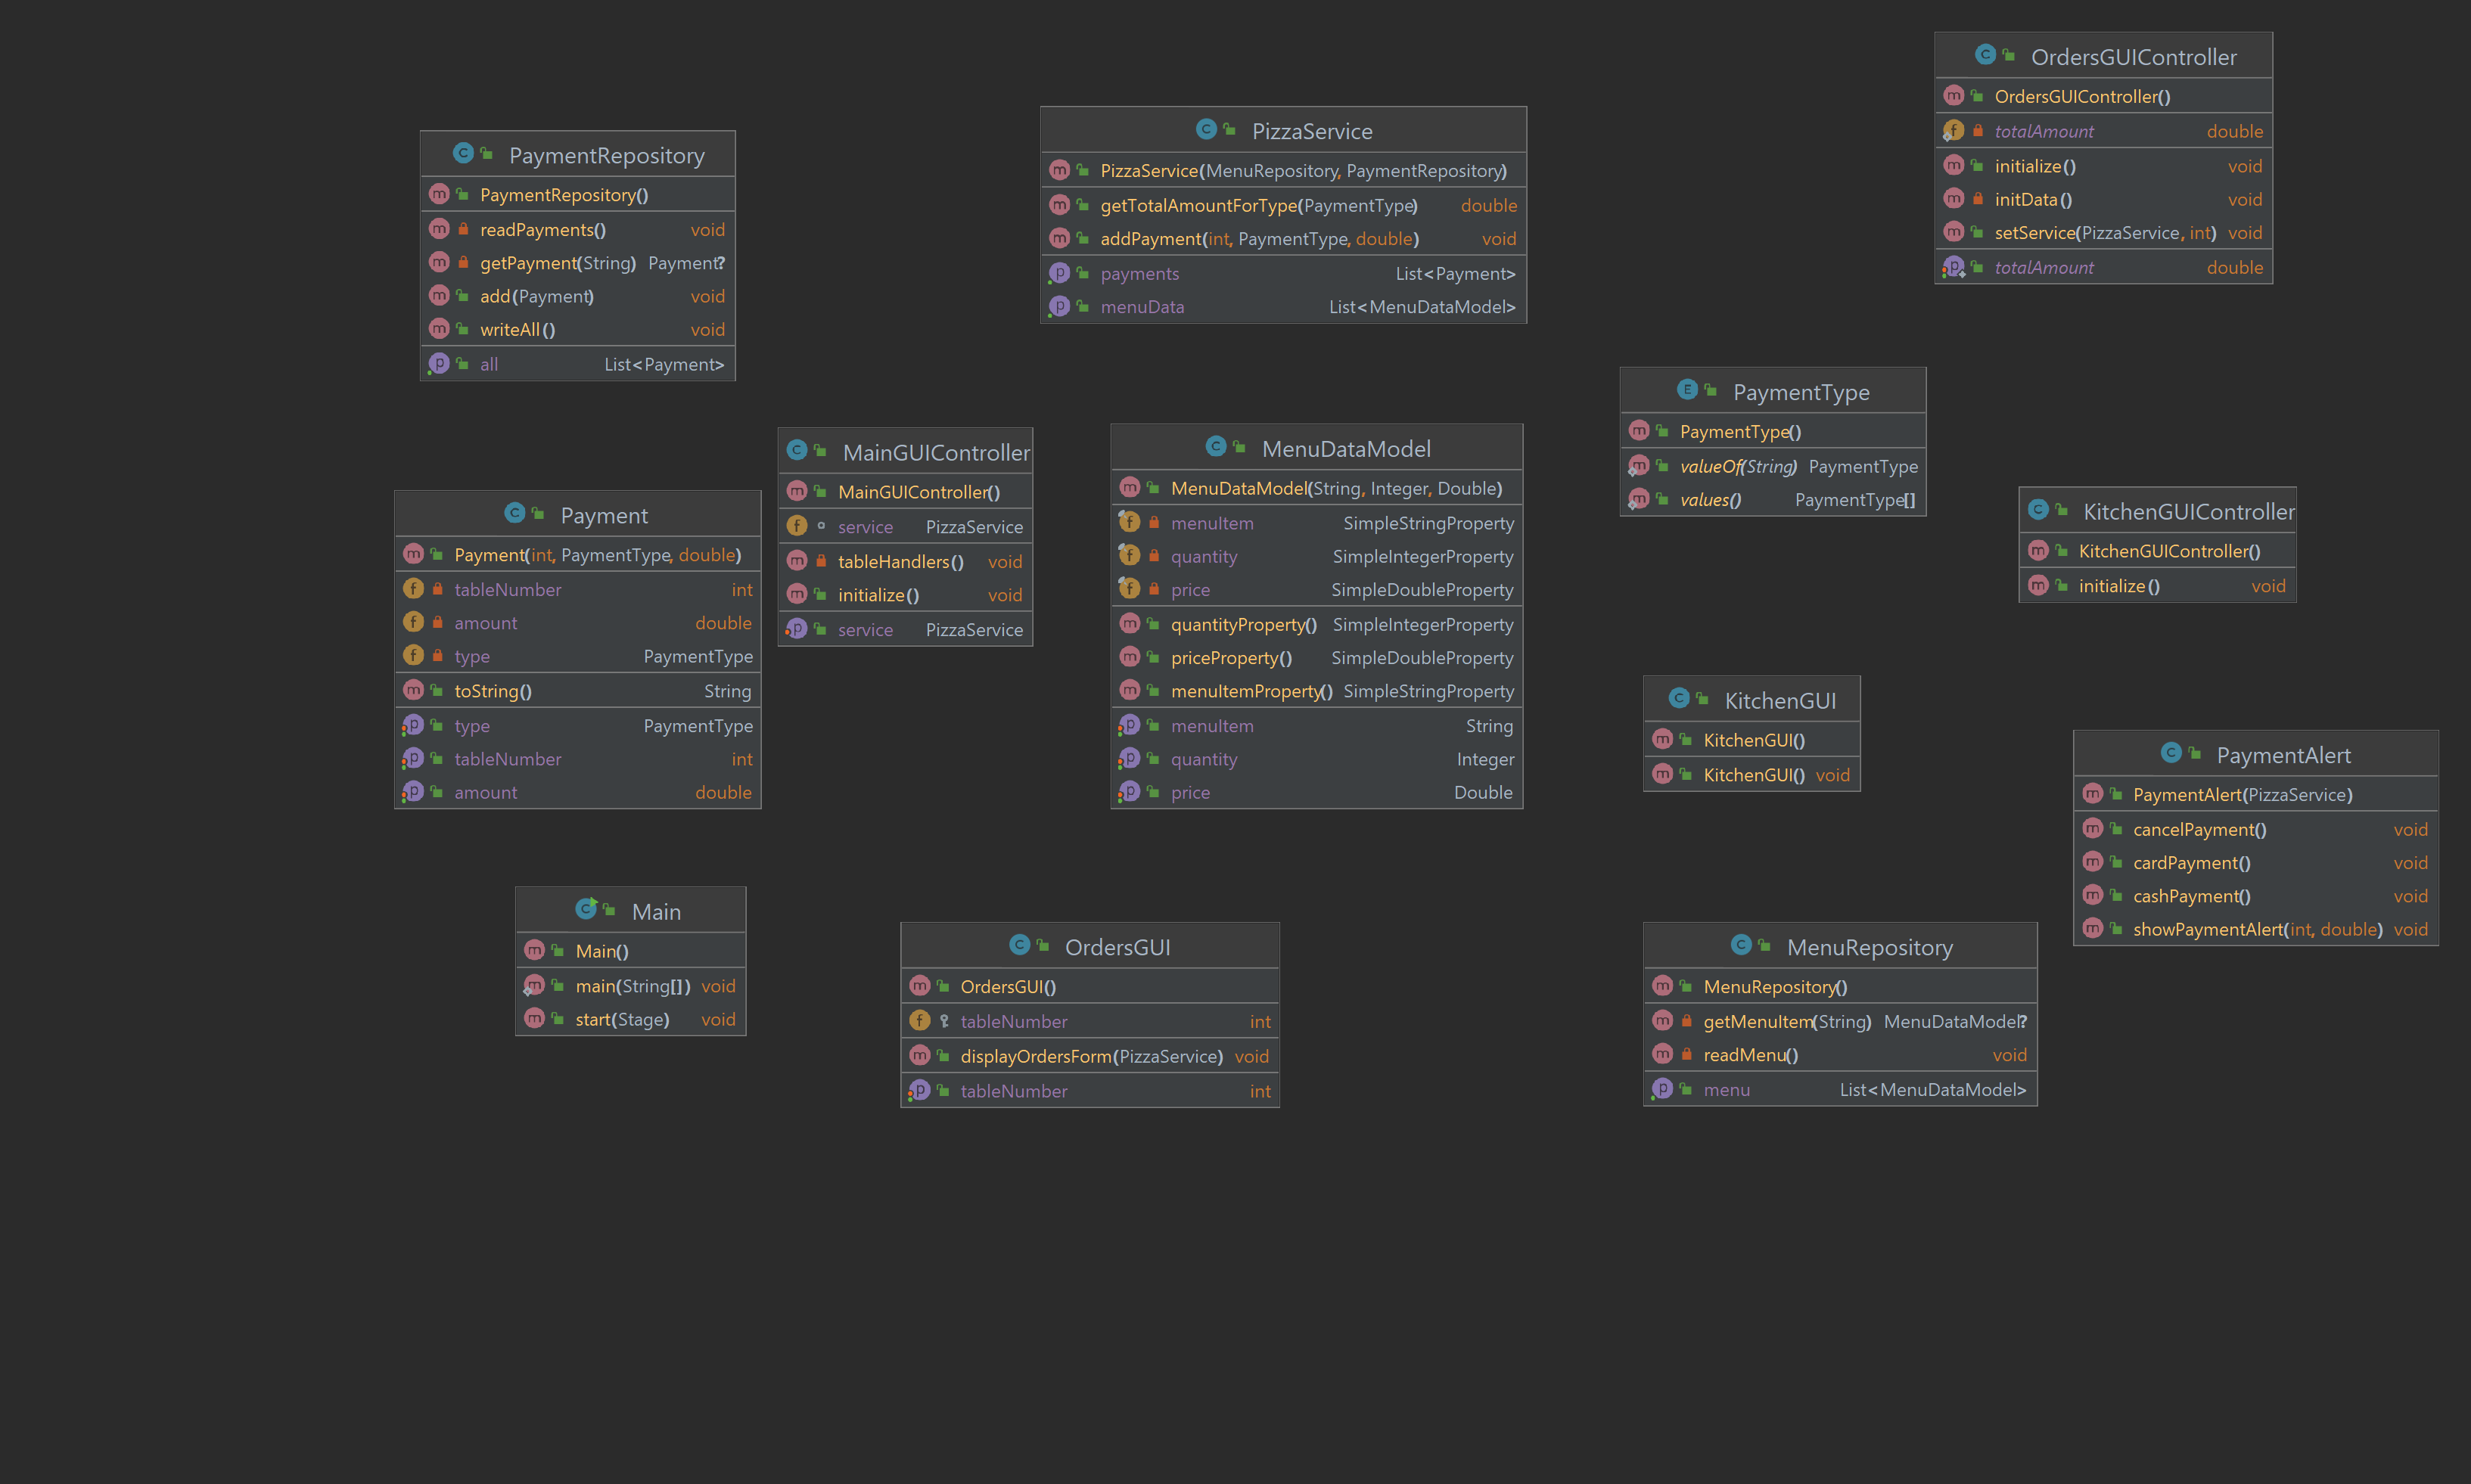 OrdersGUIController
OrdersGUIController()
totalAmount double
initialize() void
initData() void
setService(PizzaService, int) void
totalAmount double
PizzaService
PizzaService(MenuRepository, PaymentRepository)
getTotalAmountForType(PaymentType) double
addPayment(int, PaymentType, double) void
payments List<Payment>
menuData List<MenuDataModel>
PaymentRepository
PaymentRepository()
readPayments() void
getPayment(String) Payment?
add(Payment) void
writeAll() void
all List<Payment>
PaymentType
PaymentType()
valueOf(String) PaymentType
values() PaymentType[]
MainGUIController
MainGUIController()
service PizzaService
tableHandlers() void
initialize() void
service PizzaService
MenuDataModel
MenuDataModel(String, Integer, Double)
menuItem SimpleStringProperty
quantity SimpleIntegerProperty
price SimpleDoubleProperty
quantityProperty() SimpleIntegerProperty
priceProperty() SimpleDoubleProperty
menuItemProperty() SimpleStringProperty
menuItem String
quantity Integer
price Double
Payment
Payment(int, PaymentType, double)
tableNumber int
amount double
type PaymentType
toString() String
type PaymentType
tableNumber int
amount double
KitchenGUIController
KitchenGUIController()
initialize() void
KitchenGUI
KitchenGUI()
KitchenGUI() void
PaymentAlert
PaymentAlert(PizzaService)
cancelPayment() void
cardPayment() void
cashPayment() void
showPaymentAlert(int, double) void
Main
Main()
main(String[]) void
start(Stage) void
OrdersGUI
OrdersGUI()
tableNumber int
displayOrdersForm(PizzaService) void
tableNumber int
MenuRepository
MenuRepository()
getMenuItem(String) MenuDataModel?
readMenu() void
menu List<MenuDataModel>